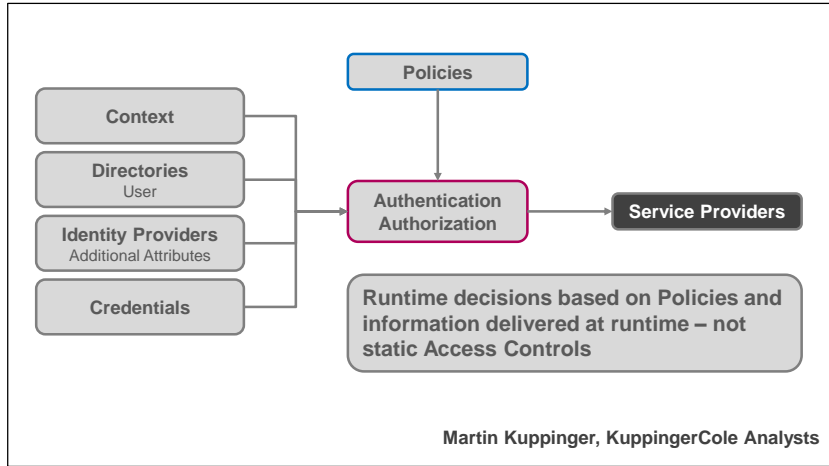 Policies
Context
Directories
User
Identity Providers
Additional Attributes
Credentials
Authentication
Authorization
Service Providers
Runtime decisions based on Policies and
information delivered at runtime – not
static Access Controls
Martin Kuppinger, KuppingerCole Analysts